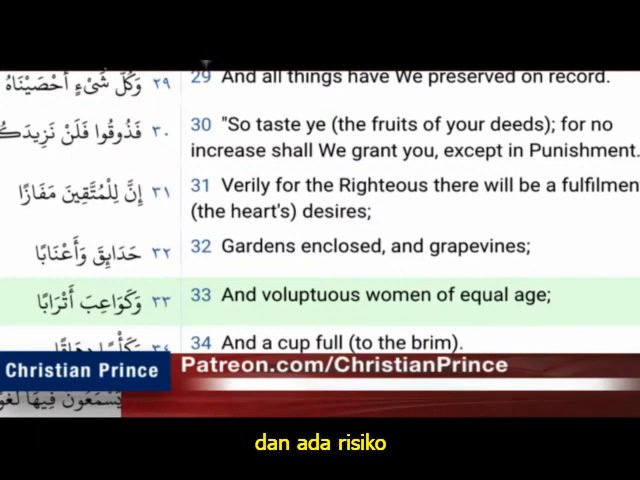 وَكُلَّ شَىْءٍ أَحْصَيْنَاهُ ٢٩ 29 And all things have We preserved on record.
فَذُوقُوا فَلَنْ ٣٠ 30 "So taste ye (the fruits of your deeds); for no
increase shall We grant you, except in Punishment.
إِنَّ لِلْمُتَّقِينَ مَفَازًا ٣١ 31 Verily for the Righteous there will be a
(the heart's) desires;
حَدَائِقَ وَأَعْنَابًا ٣٢ 32 Gardens enclosed, and grapevines;
وَكَوَاعِبَ أَتْرَابًا ٣٣ 33 And voluptuous women of equal age;
٣٤ 34 And a cup full (to the brim).
Christian Prince
Patreon.com/ChristianPrince
dan ada risiko